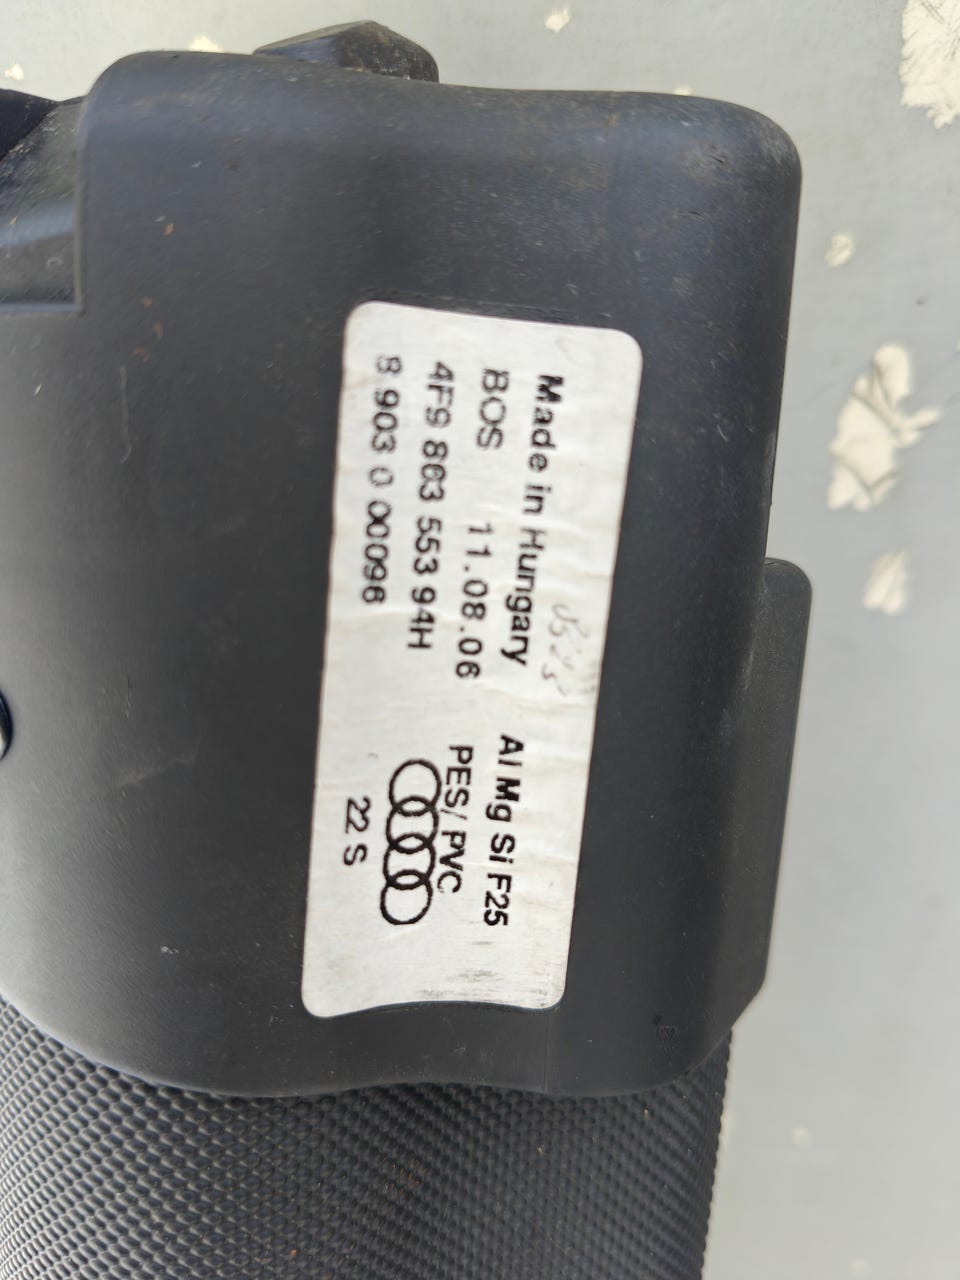 Made in Hungary Al Mg Si F25
BOS 11.08.06 PES/ PVC
4F9 863 553 94H
8 903 0 00096 22 S